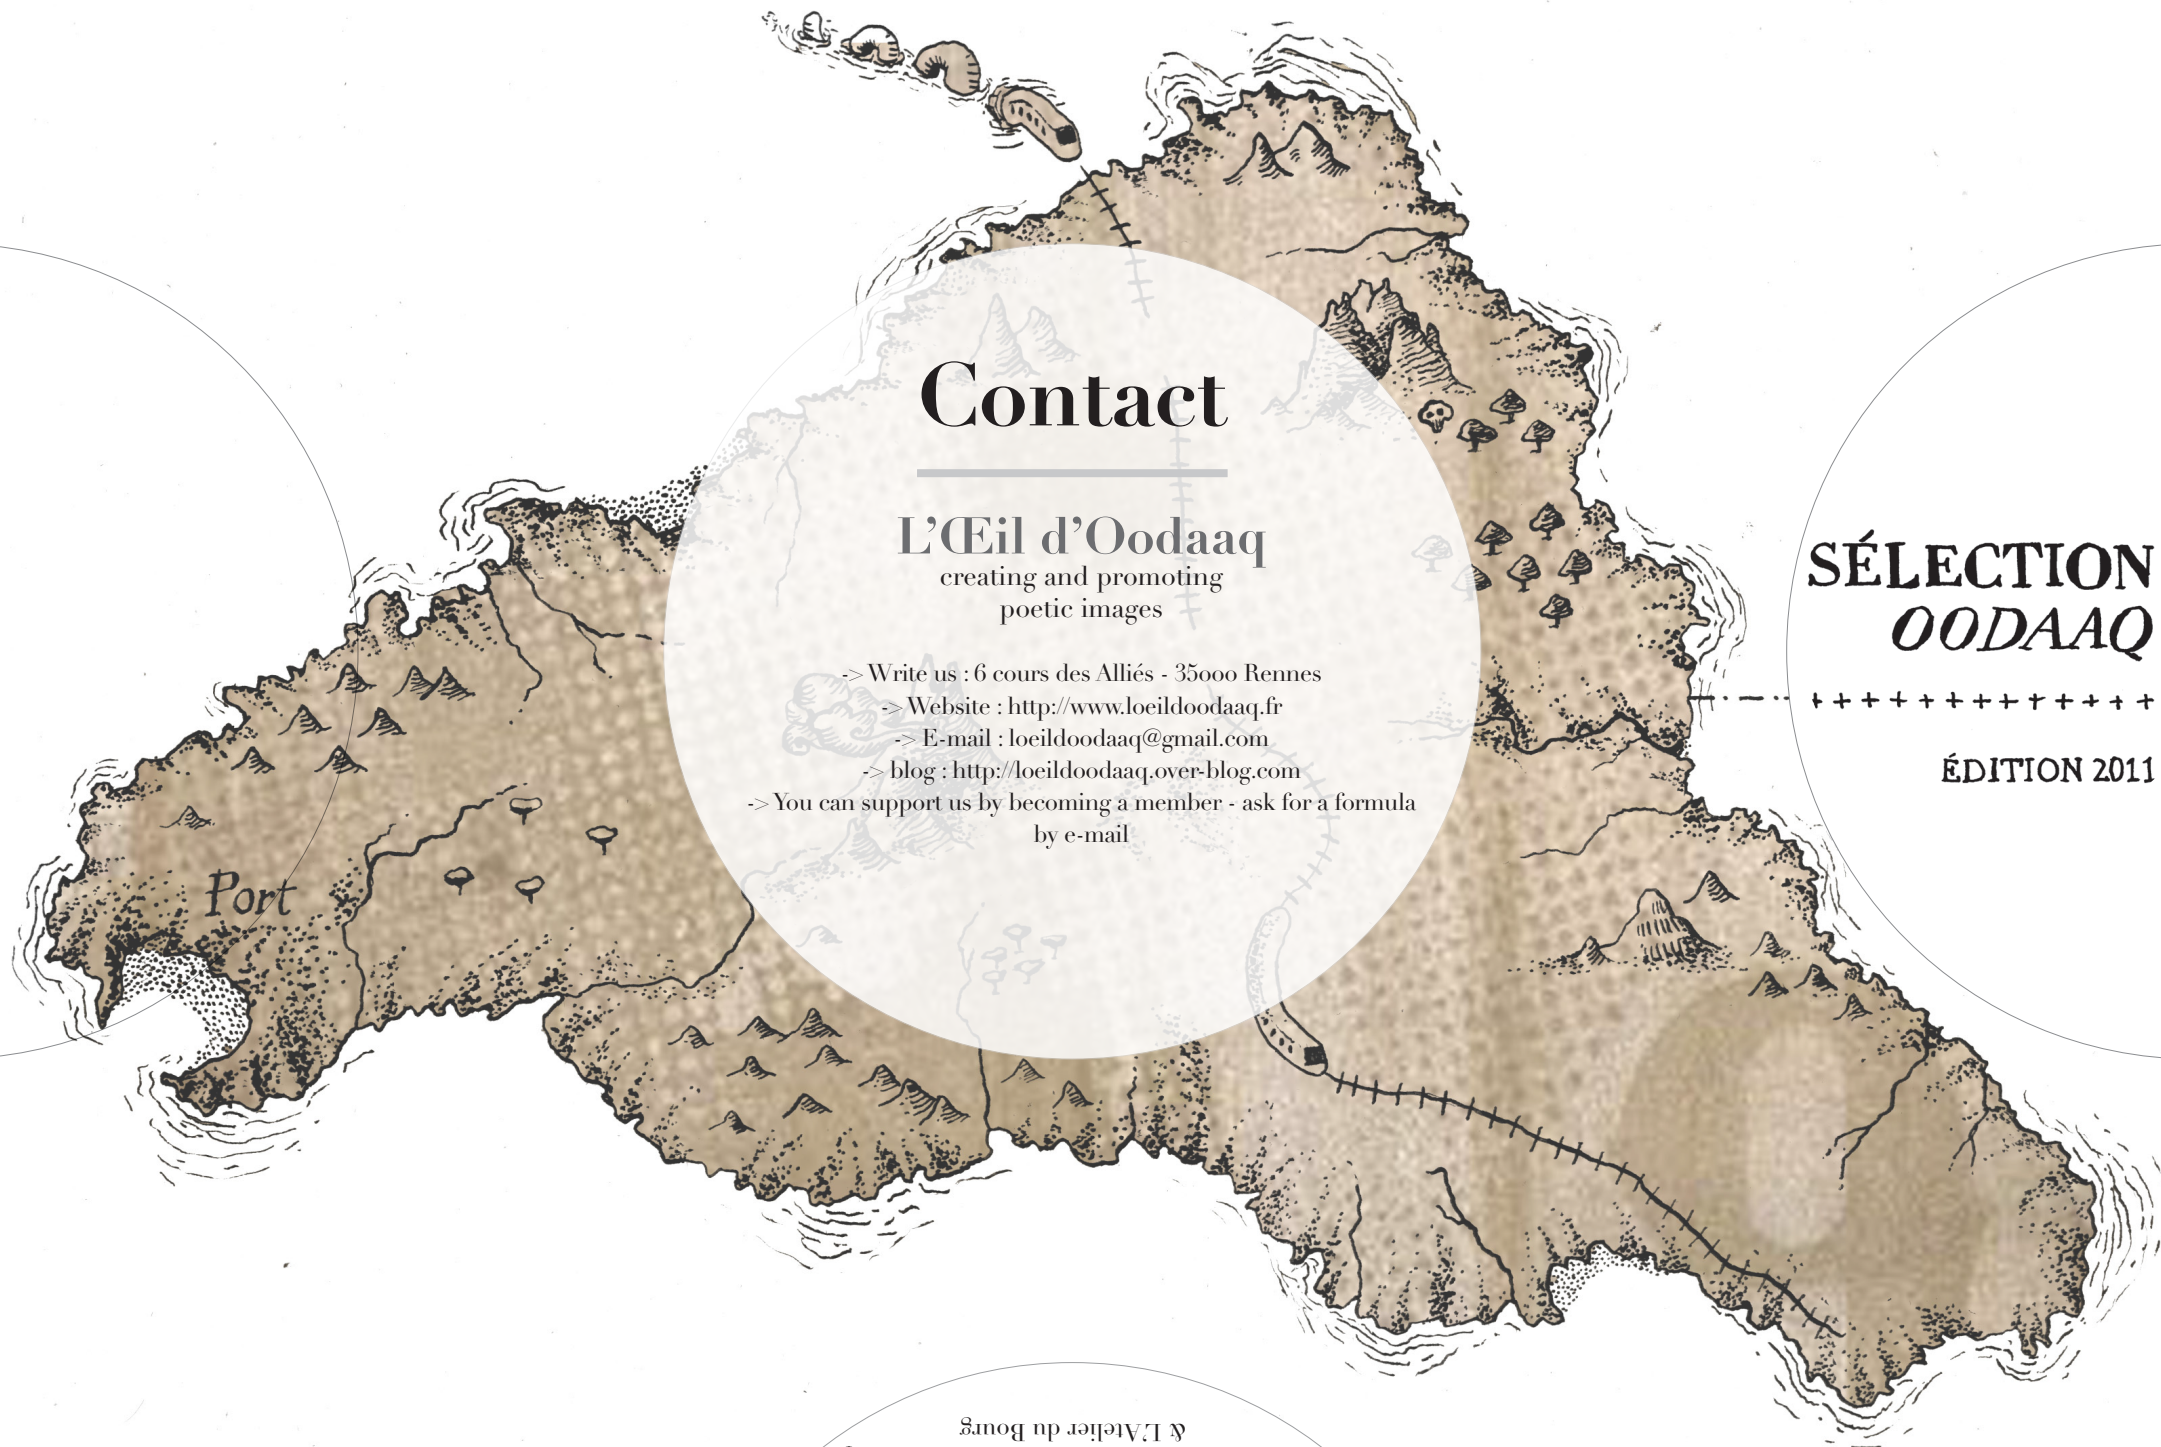 Contact
L’Œil d’Oodaaq
creating and promoting
poetic images
-> Write us : 6 cours des Alliés - 35000 Rennes
-> Website : http://www.loeildoodaaq.fr
-> E-mail : loeildoodaaq@gmail.com
-> blog : http://loeildoodaaq.over-blog.com
-> You can support us by becoming a member - ask for a formula
by e-mail
SÉLECTION
OODAAQ
ÉDITION 2011
Port
& L'Atelier du Bourg